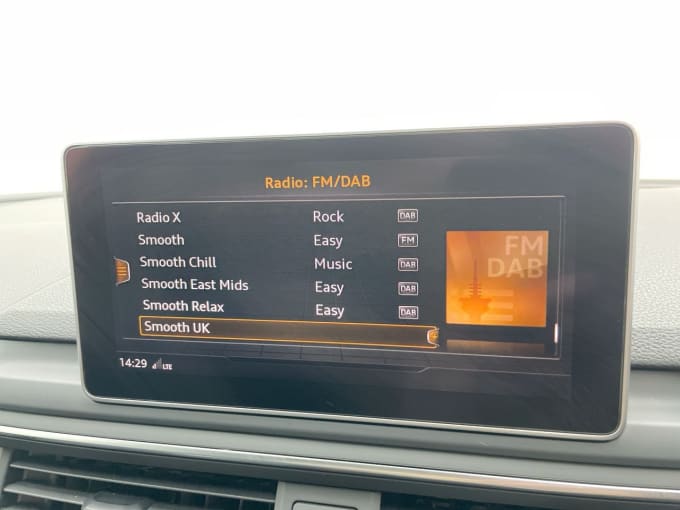 Radio: FM/DAB
Radio X Rock DAB
Smooth Easy FM
Smooth Chill Music DAB
Smooth East Mids Easy DAB
Smooth Relax Easy DAB
Smooth UK
FM
DAB
14:29 LTE